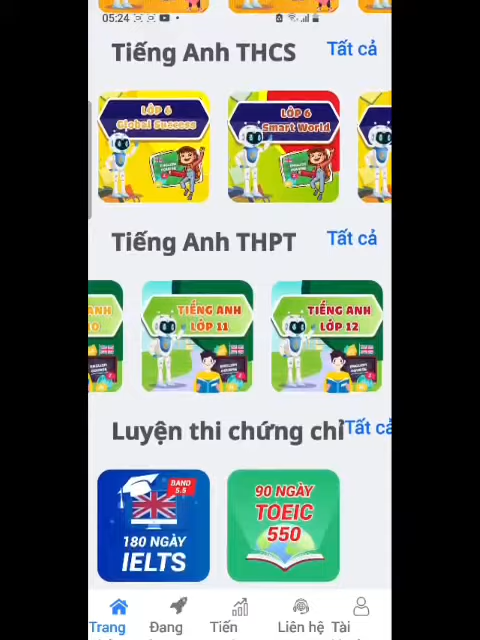 05:24
Tiếng Anh THCS
Tất cả
LỚP 6
Global Success
LỚP 6
Smart World
Tiếng Anh THPT
Tất cả
ANH
10
TIẾNG ANH
LỚP 11
TIẾNG ANH
LỚP 12
Luyện thi chứng chỉ
Tất cả
BAND
5.5
180 NGÀY
IELTS
90 NGÀY
TOEIC
550
Trang
Đang
Tiến
Liên hệ
Tài